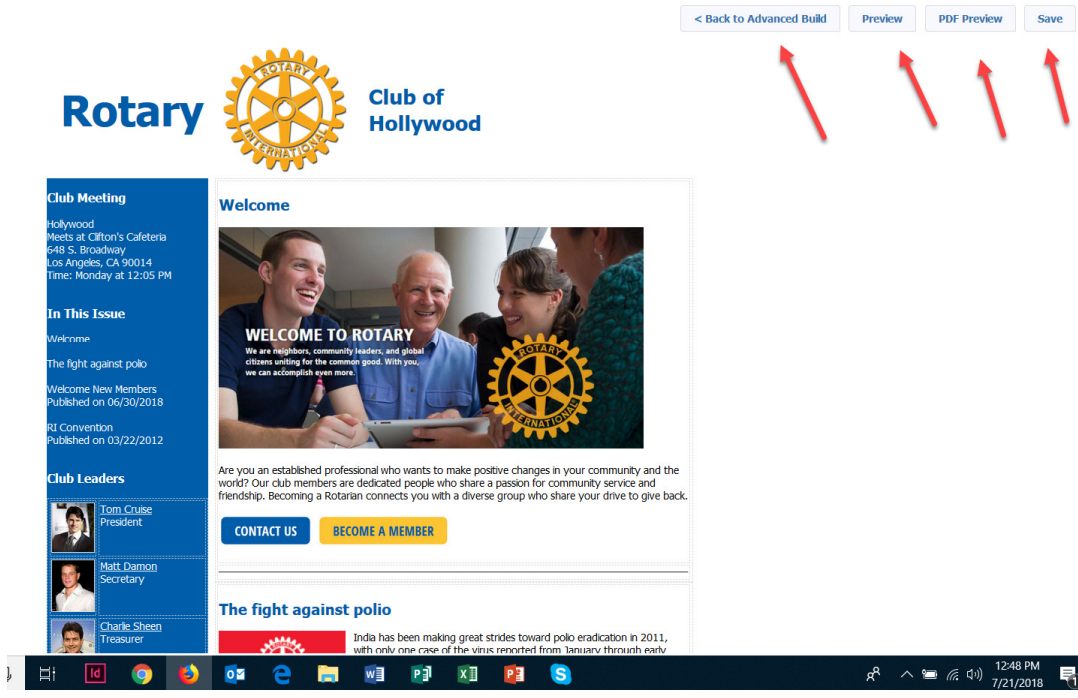 < Back to Advanced Build
Preview
PDF Preview
Save
Rotary
ROTARY
INTERNATIONAL
Club of
Hollywood
Club Meeting
Hollywood
Meets at Clifton's Cafeteria
648 S. Broadway
Los Angeles, CA 90014
Time: Monday at 12:05 PM
In This Issue
Welcome
The fight against polio
Welcome New Members
Published on 06/30/2018
RI Convention
Published on 03/22/2012
Club Leaders
Tom Cruise
President
Matt Damon
Secretary
Charlie Sheen
Treasurer
Welcome
WELCOME TO ROTARY
We are neighbors, community leaders, and global
citizens uniting for the common good. With you,
we can accomplish even more.
ROTARY
INTERNATIONAL
Are you an established professional who wants to make positive changes in your community and the
world? Our club members are dedicated people who share a passion for community service and
friendship. Becoming a Rotarian connects you with a diverse group who share your drive to give back.
CONTACT US
BECOME A MEMBER
The fight against polio
India has been making great strides toward polio eradication in 2011,
with only one case of the virus reported from January through early
Id
12:48 PM
7/21/2018
1